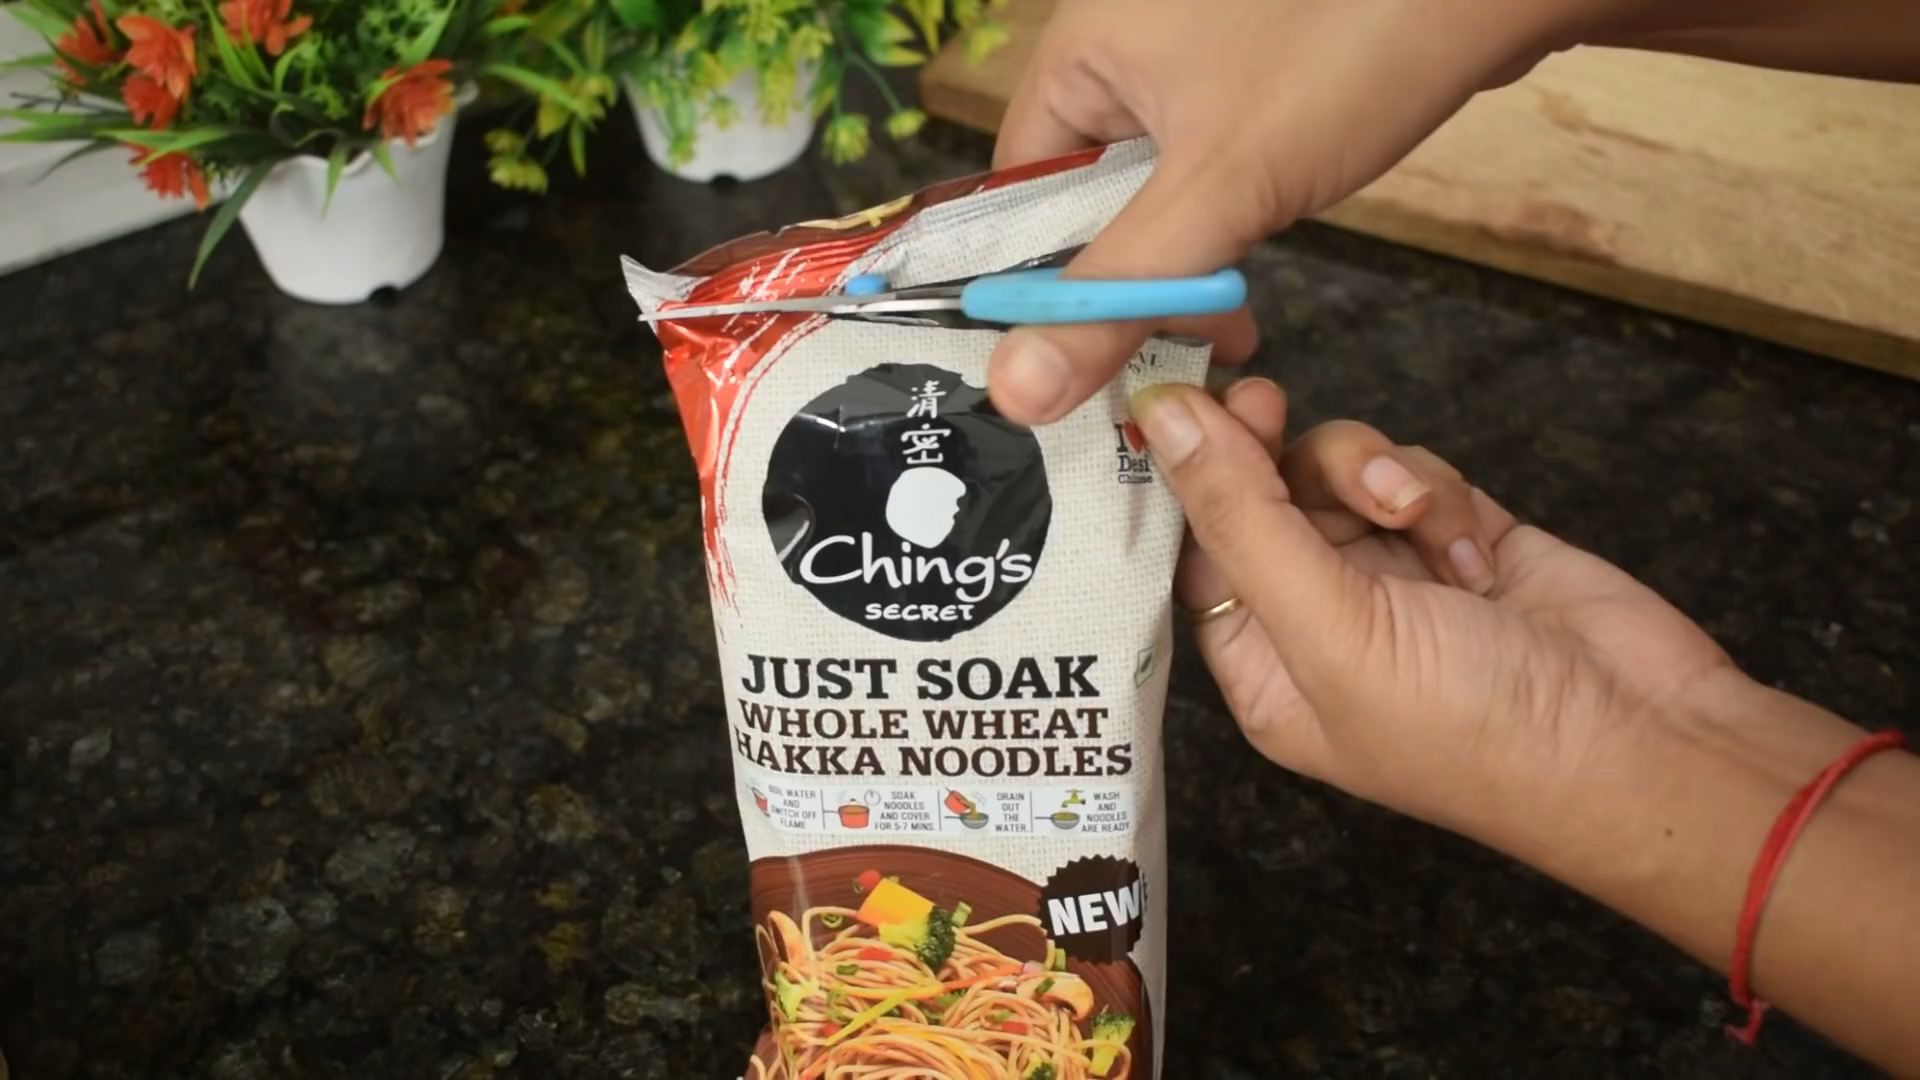 清
密
Ching's
SECRET
I
Desi
Chinese
JUST SOAK
WHOLE WHEAT
HAKKA NOODLES
BOIL WATER
AND
SWITCH OFF
FLAME
SOAK
NOODLES
AND COVER
FOR 5-7 MINS.
DRAIN
OUT
THE
WATER
WASH
AND
NOODLES
ARE READY
NEW